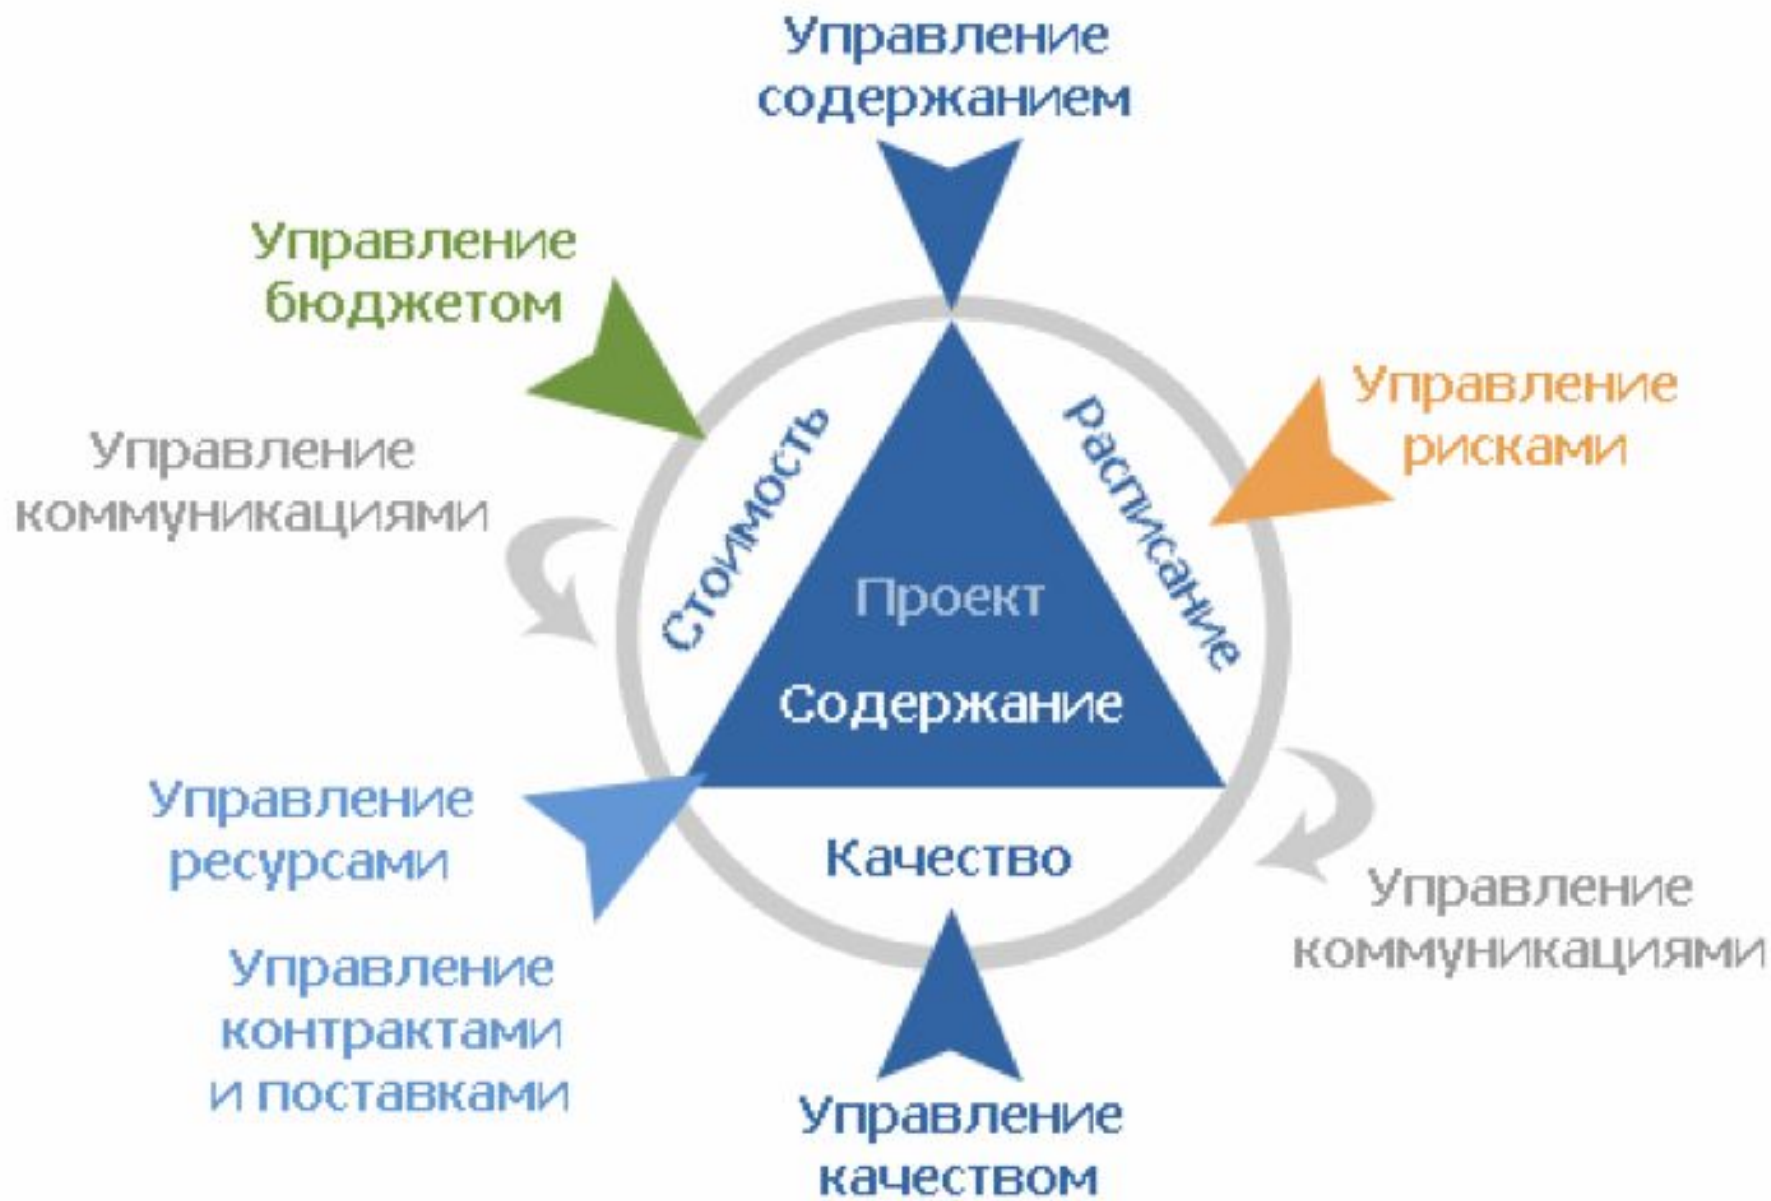 Управление
содержанием
Управление
бюджетом
Управление
рисками
Управление
коммуникациями
Стоимость
расписание
Проект
Содержание
Управление
ресурсами
Качество
Управление
коммуникациями
Управление
контрактами
и поставками
Управление
качеством